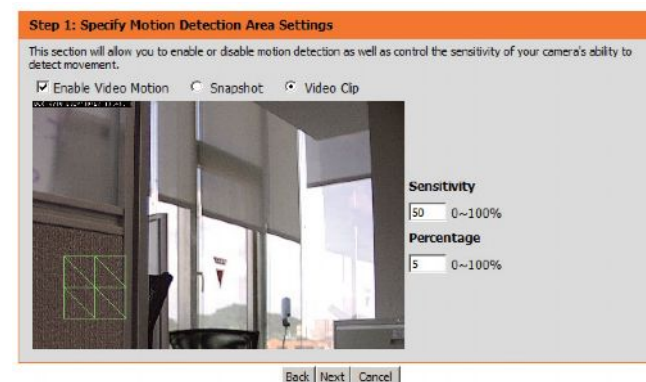 Step 1: Specify Motion Detection Area Settings
This section will allow you to enable or disable motion detection as well as control the sensitivity of your camera's ability to
detect movement.
Enable Video Motion Snapshot Video Clip
Sensitivity
50 0~100%
Percentage
5 0~100%
Back Next Cancel